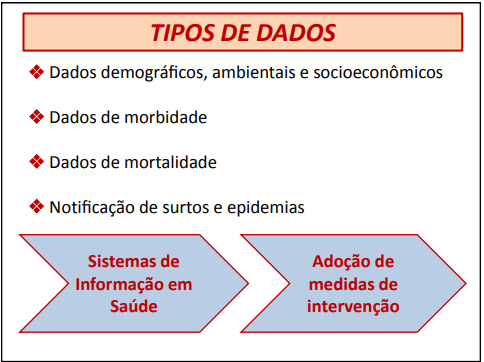 TIPOS DE DADOS
❖ Dados demográficos, ambientais e socioeconômicos
❖ Dados de morbidade
❖ Dados de mortalidade
❖ Notificação de surtos e epidemias
Sistemas de
Informação em
Saúde
Adoção de
medidas de
intervenção